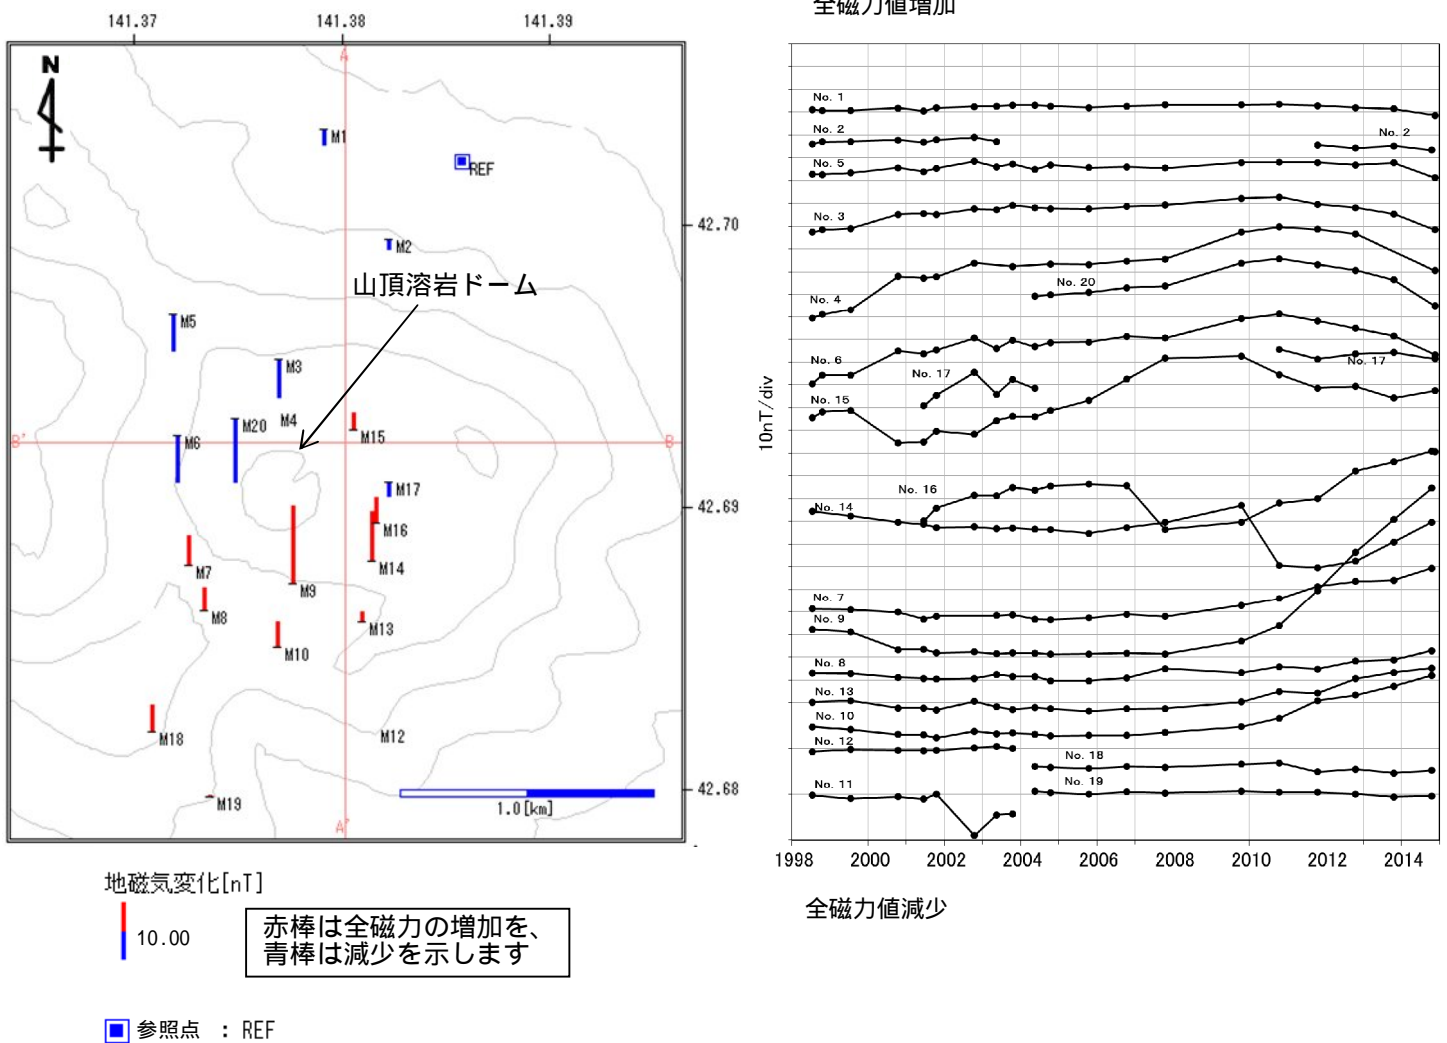 141.37
141.38
141.39
N
A
M1
REF
42.70
M2
山頂溶岩ドーム
M5
M3
M4
M20
M15
M6
B'
B
M17
42.69
M16
M14
M7
M9
M8
M13
M10
M12
M18
M19
42.68
1.0[km]
A'
地磁気変化[nT]
10.00
赤棒は全磁力の増加を、
青棒は減少を示します
参照点 : REF
全磁力値増加
No. 1
No. 2
No. 2
No. 5
No. 3
No. 20
No. 4
No. 6
No. 17
No. 17
No. 15
10nT/div
No. 16
No. 14
No. 7
No. 9
No. 8
No. 13
No. 10
No. 12
No. 18
No. 19
No. 11
1998 2000 2002 2004 2006 2008 2010 2012 2014
全磁力値減少